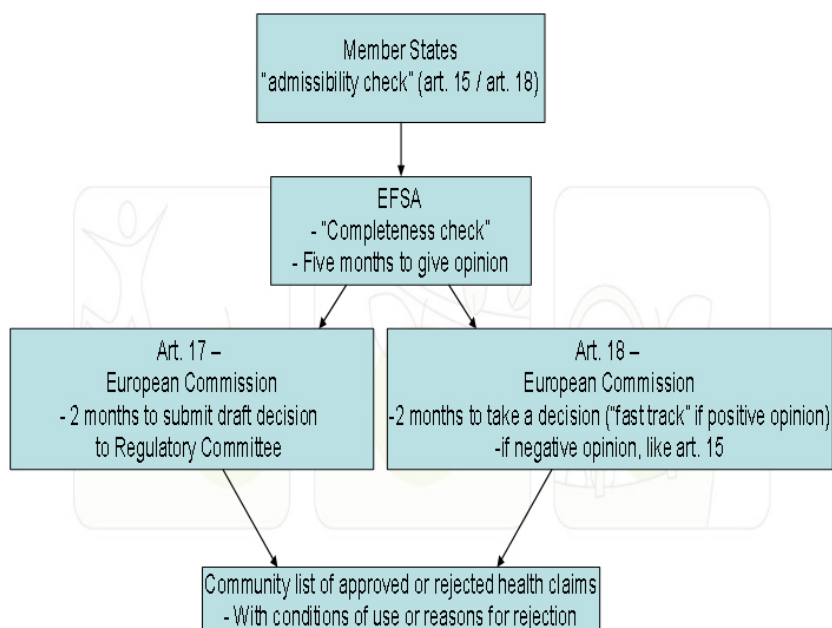 Member States
"admissibility check" (art. 15 / art. 18)
EFSA
- "Completeness check"
- Five months to give opinion
Art. 17 –
European Commission
- 2 months to submit draft decision
to Regulatory Committee
Art. 18 –
European Commission
-2 months to take a decision ("fast track" if positive opinion)
-if negative opinion, like art. 15
Community list of approved or rejected health claims
- With conditions of use or reasons for rejection